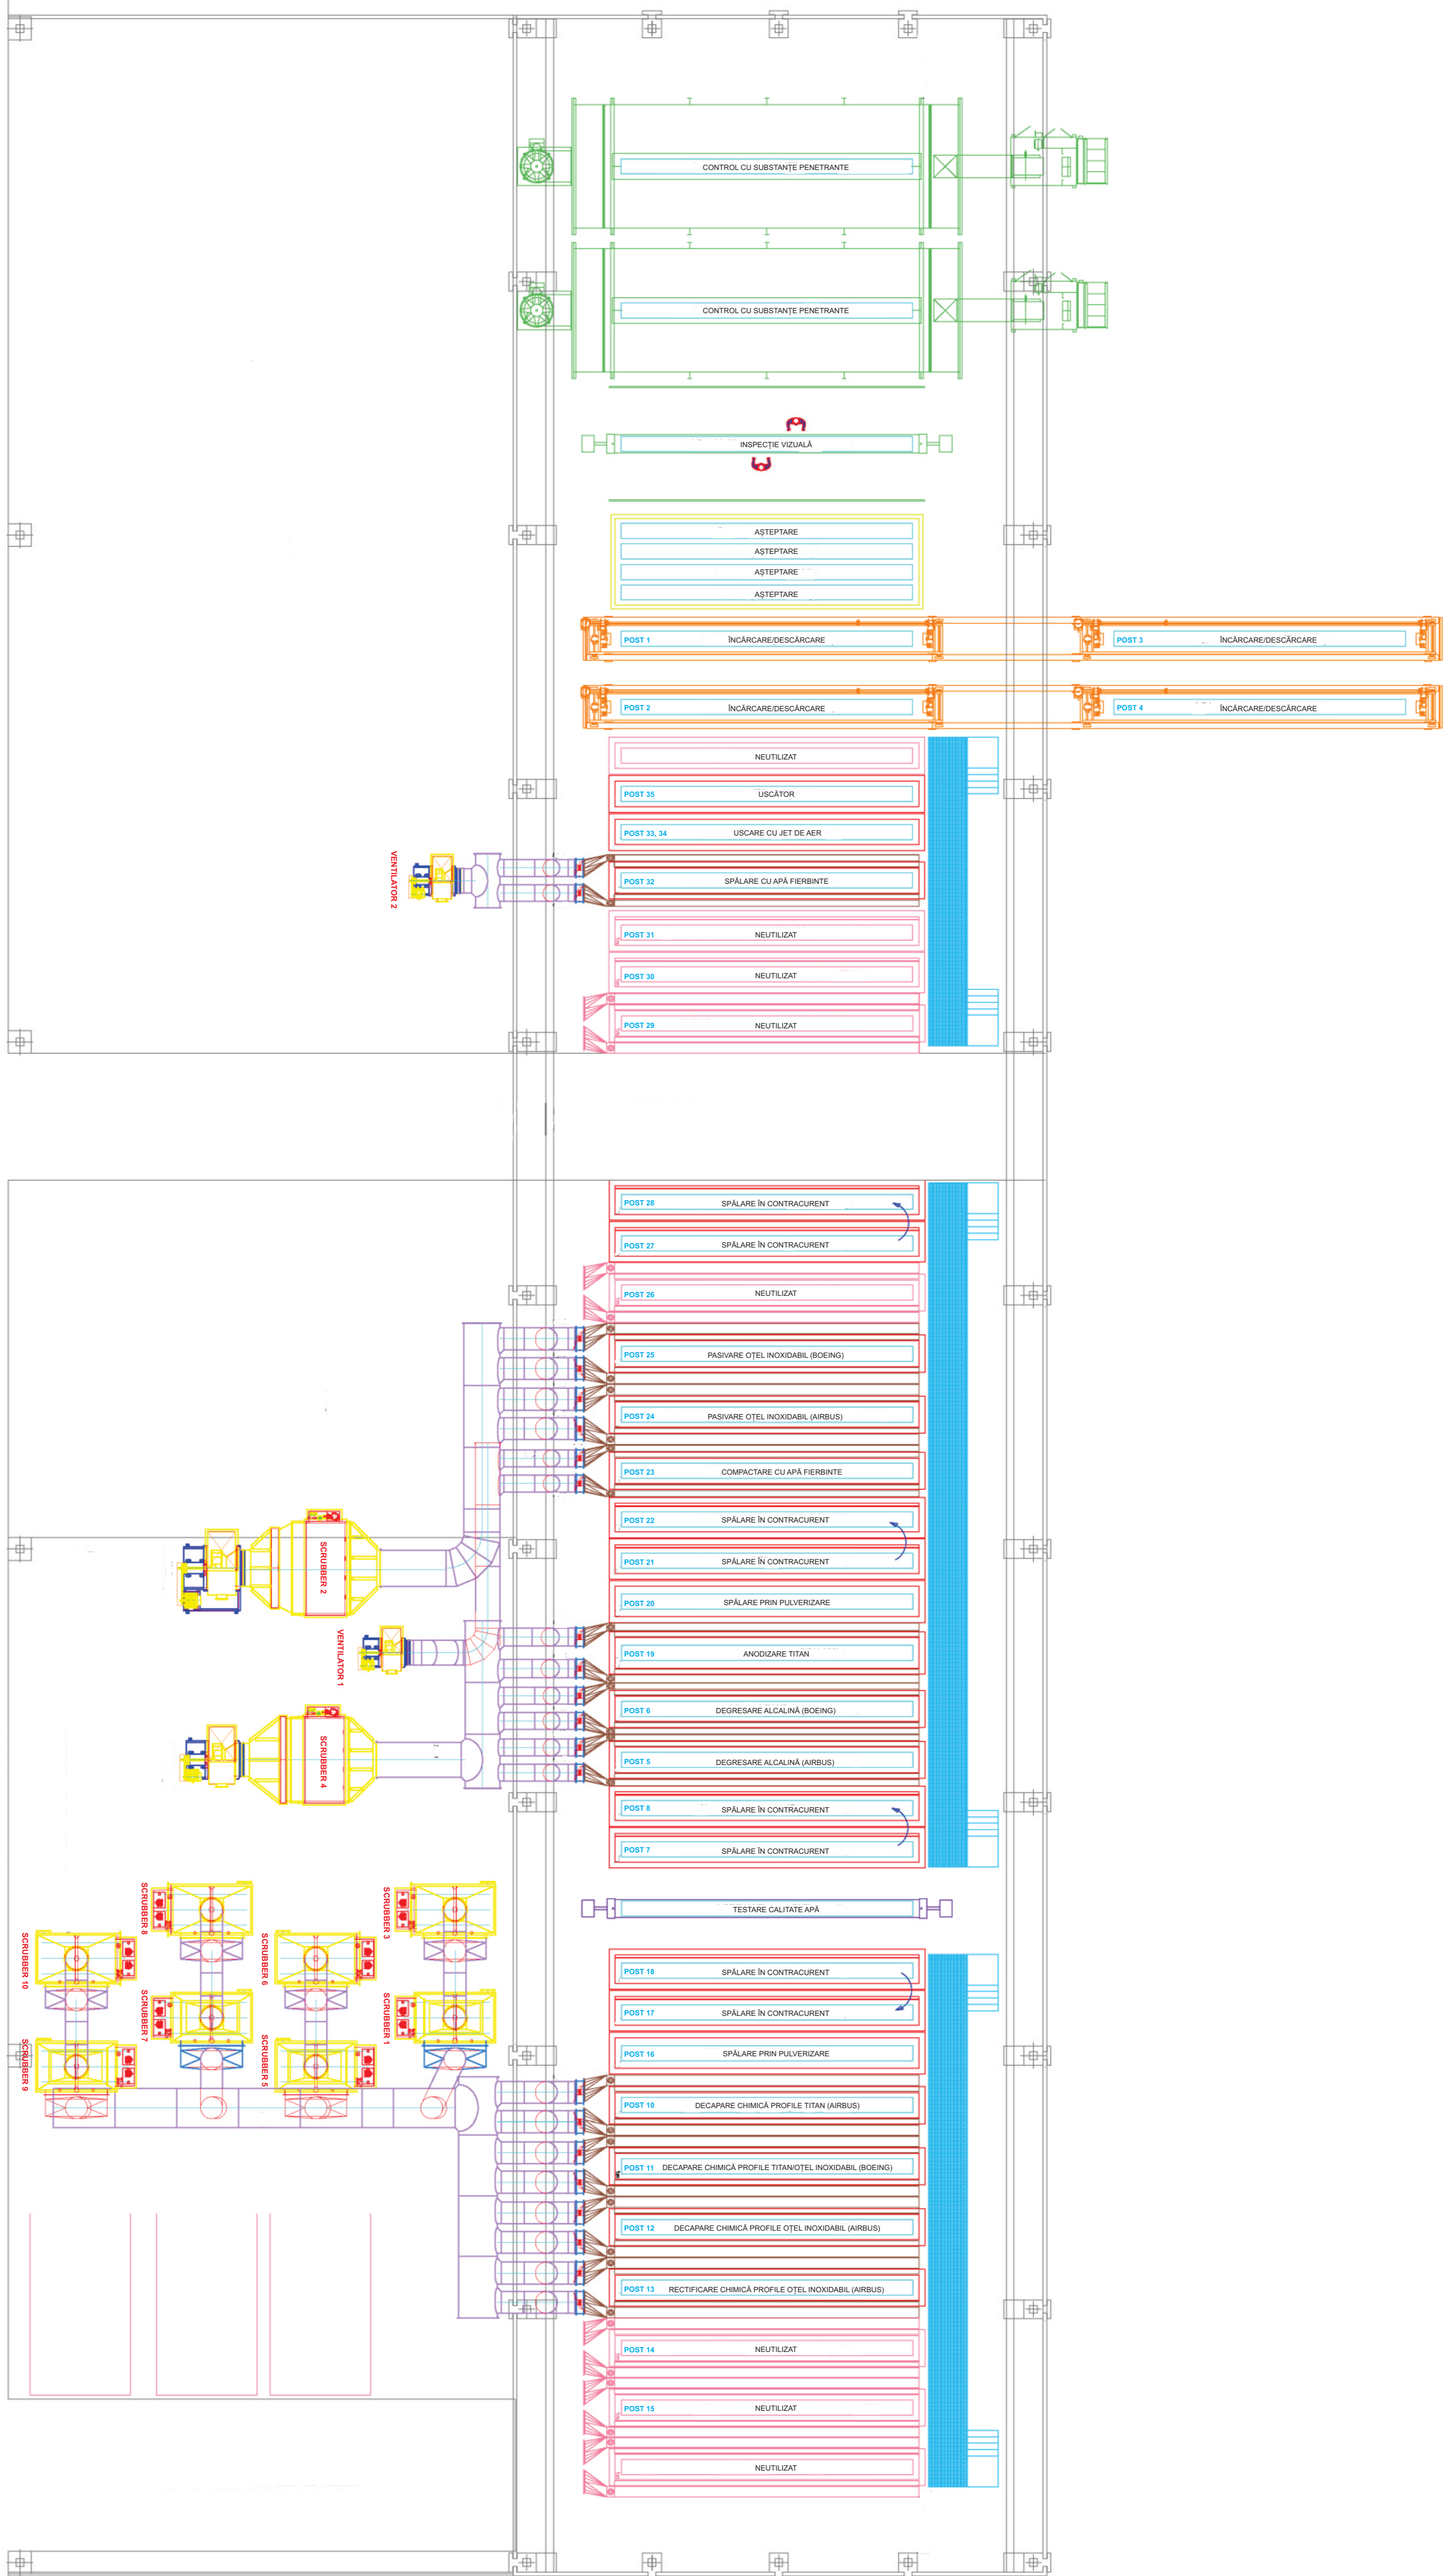 CONTROL CU SUBSTANȚE PENETRANTE
CONTROL CU SUBSTANȚE PENETRANTE
INSPECȚIE VIZUALĂ
AȘTEPTARE
AȘTEPTARE
AȘTEPTARE
AȘTEPTARE
POST 1 ÎNCĂRCARE/DESCĂRCARE
POST 3 ÎNCĂRCARE/DESCĂRCARE
POST 2 ÎNCĂRCARE/DESCĂRCARE
POST 4 ÎNCĂRCARE/DESCĂRCARE
NEUTILIZAT
POST 35 USCĂTOR
POST 33, 34 USCARE CU JET DE AER
VENTILATOR 2
POST 32 SPĂLARE CU APĂ FIERBINTE
POST 31 NEUTILIZAT
POST 30 NEUTILIZAT
POST 29 NEUTILIZAT
POST 28 SPĂLARE ÎN CONTRACURENT
POST 27 SPĂLARE ÎN CONTRACURENT
POST 26 NEUTILIZAT
POST 25 PASIVARE OȚEL INOXIDABIL (BOEING)
POST 24 PASIVARE OȚEL INOXIDABIL (AIRBUS)
POST 23 COMPACTARE CU APĂ FIERBINTE
POST 22 SPĂLARE ÎN CONTRACURENT
SCRUBBER 2
POST 21 SPĂLARE ÎN CONTRACURENT
POST 20 SPĂLARE PRIN PULVERIZARE
VENTILATOR 1
POST 19 ANODIZARE TITAN
POST 6 DEGRESARE ALCALINĂ (BOEING)
SCRUBBER 4
POST 5 DEGRESARE ALCALINĂ (AIRBUS)
POST 8 SPĂLARE ÎN CONTRACURENT
POST 7 SPĂLARE ÎN CONTRACURENT
SCRUBBER 8
SCRUBBER 3
TESTARE CALITATE APĂ
SCRUBBER 10
SCRUBBER 6
POST 18 SPĂLARE ÎN CONTRACURENT
SCRUBBER 7
SCRUBBER 1
POST 17 SPĂLARE ÎN CONTRACURENT
SCRUBBER 9
SCRUBBER 5
POST 16 SPĂLARE PRIN PULVERIZARE
POST 10 DECAPARE CHIMICĂ PROFILE TITAN (AIRBUS)
POST 11 DECAPARE CHIMICĂ PROFILE TITAN/OȚEL INOXIDABIL (BOEING)
POST 12 DECAPARE CHIMICĂ PROFILE OȚEL INOXIDABIL (AIRBUS)
POST 13 RECTIFICARE CHIMICĂ PROFILE OȚEL INOXIDABIL (AIRBUS)
POST 14 NEUTILIZAT
POST 15 NEUTILIZAT
NEUTILIZAT